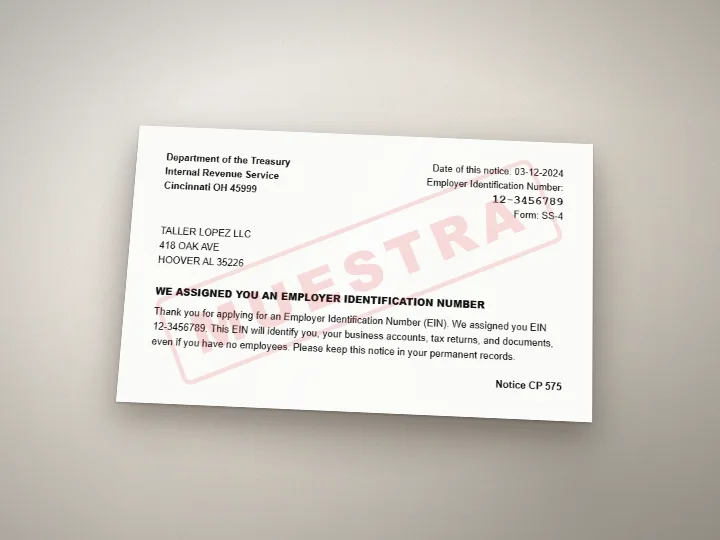 Department of the Treasury
Internal Revenue Service
Cincinnati OH 45999
Date of this notice: 03-12-2024
Employer Identification Number:
12-3456789
Form: SS-4
TALLER LOPEZ LLC
418 OAK AVE
HOOVER AL 35226
MUESTRA
WE ASSIGNED YOU AN EMPLOYER IDENTIFICATION NUMBER
Thank you for applying for an Employer Identification Number (EIN). We assigned you EIN
12-3456789. This EIN will identify you, your business accounts, tax returns, and documents,
even if you have no employees. Please keep this notice in your permanent records.
Notice CP 575